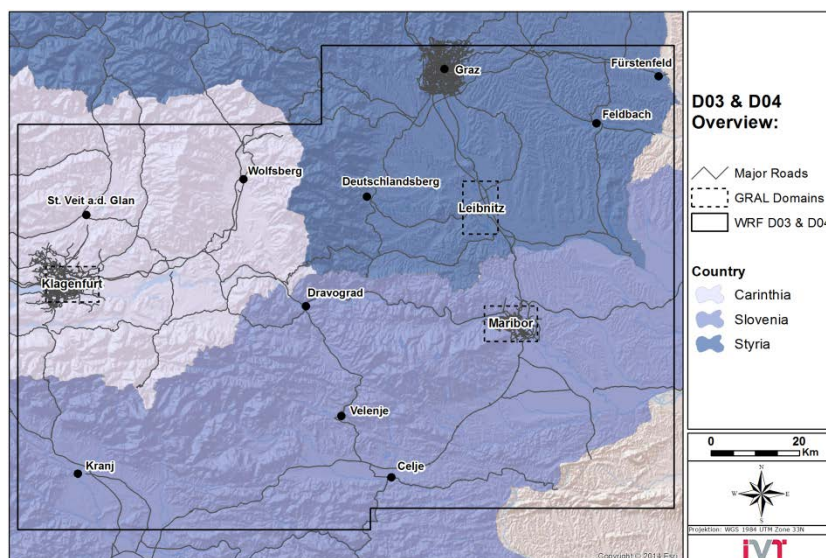 Graz
Fürstenfeld
Feldbach
Wolfsberg
Deutschlandsberg
St. Veit a.d. Glan
Leibnitz
Klagenfurt
Dravograd
Maribor
Velenje
Kranj
Celje
Copyright © 2014 Esri
D03 & D04
Overview:
Major Roads
GRAL Domains
WRF D03 & D04
Country
Carinthia
Slovenia
Styria
0 20
Km
N
W E
S
Projektion: WGS 1984 UTM Zone 33N
ivt